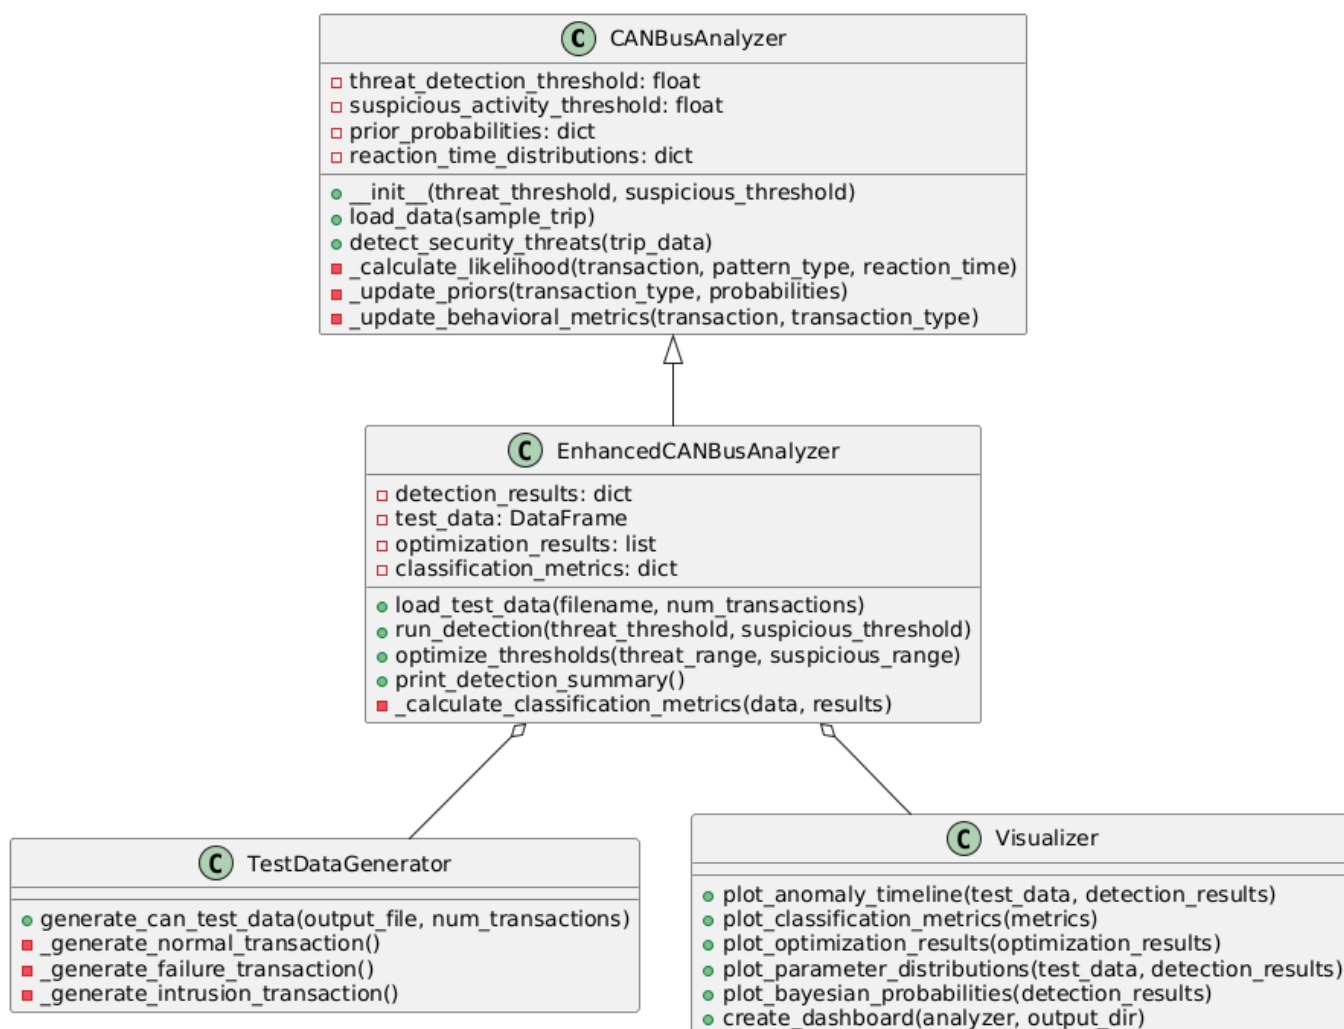 C CANBusAnalyzer
threat_detection_threshold: float
suspicious_activity_threshold: float
prior_probabilities: dict
reaction_time_distributions: dict
__init__(threat_threshold, suspicious_threshold)
load_data(sample_trip)
detect_security_threats(trip_data)
_calculate_likelihood(transaction, pattern_type, reaction_time)
_update_priors(transaction_type, probabilities)
_update_behavioral_metrics(transaction, transaction_type)
C EnhancedCANBusAnalyzer
detection_results: dict
test_data: DataFrame
optimization_results: list
classification_metrics: dict
load_test_data(filename, num_transactions)
run_detection(threat_threshold, suspicious_threshold)
optimize_thresholds(threat_range, suspicious_range)
print_detection_summary()
_calculate_classification_metrics(data, results)
C TestDataGenerator
generate_can_test_data(output_file, num_transactions)
_generate_normal_transaction()
_generate_failure_transaction()
_generate_intrusion_transaction()
C Visualizer
plot_anomaly_timeline(test_data, detection_results)
plot_classification_metrics(metrics)
plot_optimization_results(optimization_results)
plot_parameter_distributions(test_data, detection_results)
plot_bayesian_probabilities(detection_results)
create_dashboard(analyzer, output_dir)